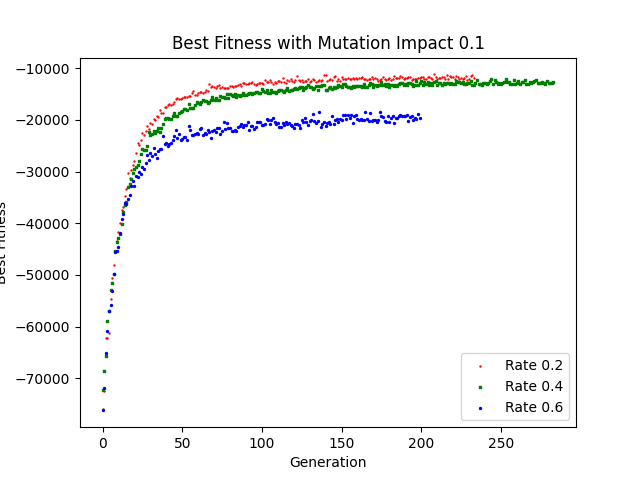 Best Fitness with Mutation Impact 0.1
−10000
−20000
−30000
−40000
−50000
−60000
−70000
Best Fitness
0 50 100 150 200 250
Generation
Rate 0.2
Rate 0.4
Rate 0.6